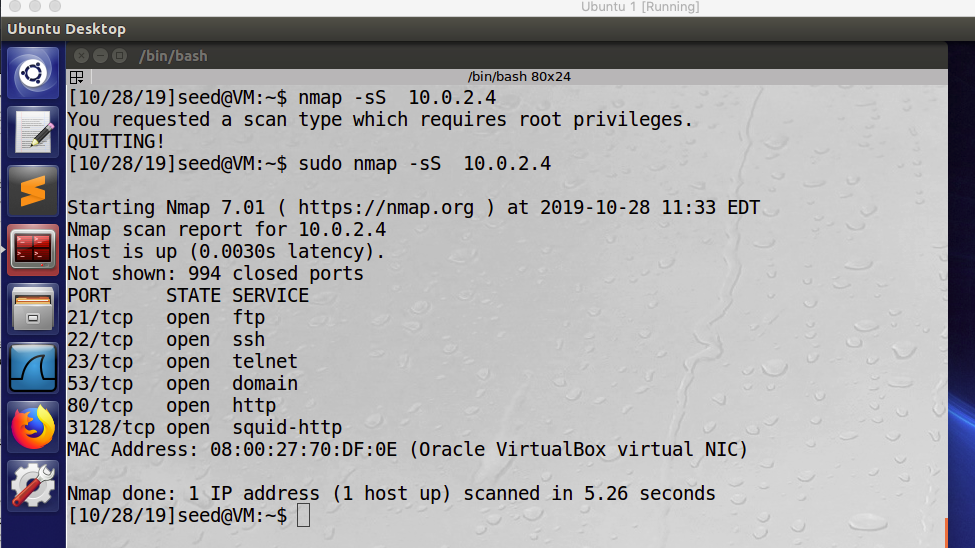 Ubuntu 1 [Running]
Ubuntu Desktop
/bin/bash
/bin/bash 80x24
[10/28/19]seed@VM:~$ nmap -sS  10.0.2.4
You requested a scan type which requires root privileges.
QUITTING!
[10/28/19]seed@VM:~$ sudo nmap -sS  10.0.2.4
Starting Nmap 7.01 ( https://nmap.org ) at 2019-10-28 11:33 EDT
Nmap scan report for 10.0.2.4
Host is up (0.0030s latency).
Not shown: 994 closed ports
PORT     STATE SERVICE
21/tcp   open  ftp
22/tcp   open  ssh
23/tcp   open  telnet
53/tcp   open  domain
80/tcp   open  http
3128/tcp open  squid-http
MAC Address: 08:00:27:70:DF:0E (Oracle VirtualBox virtual NIC)
Nmap done: 1 IP address (1 host up) scanned in 5.26 seconds
[10/28/19]seed@VM:~$